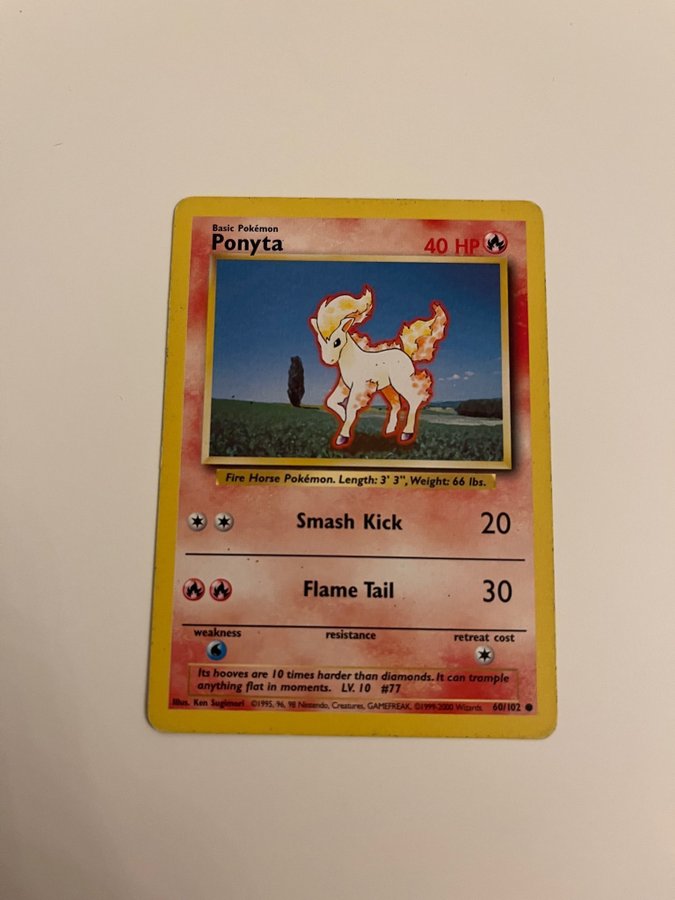 Basic Pokémon
Ponyta 40 HP
Fire Horse Pokémon. Length: 3' 3", Weight: 66 lbs.
Smash Kick 20
Flame Tail 30
weakness resistance retreat cost
Its hooves are 10 times harder than diamonds. It can trample
anything flat in moments. LV. 10 #77
Illus. Ken Sugimori ©1995, 96, 98 Nintendo, Creatures, GAMEFREAK. ©1999-2000 Wizards. 60/102